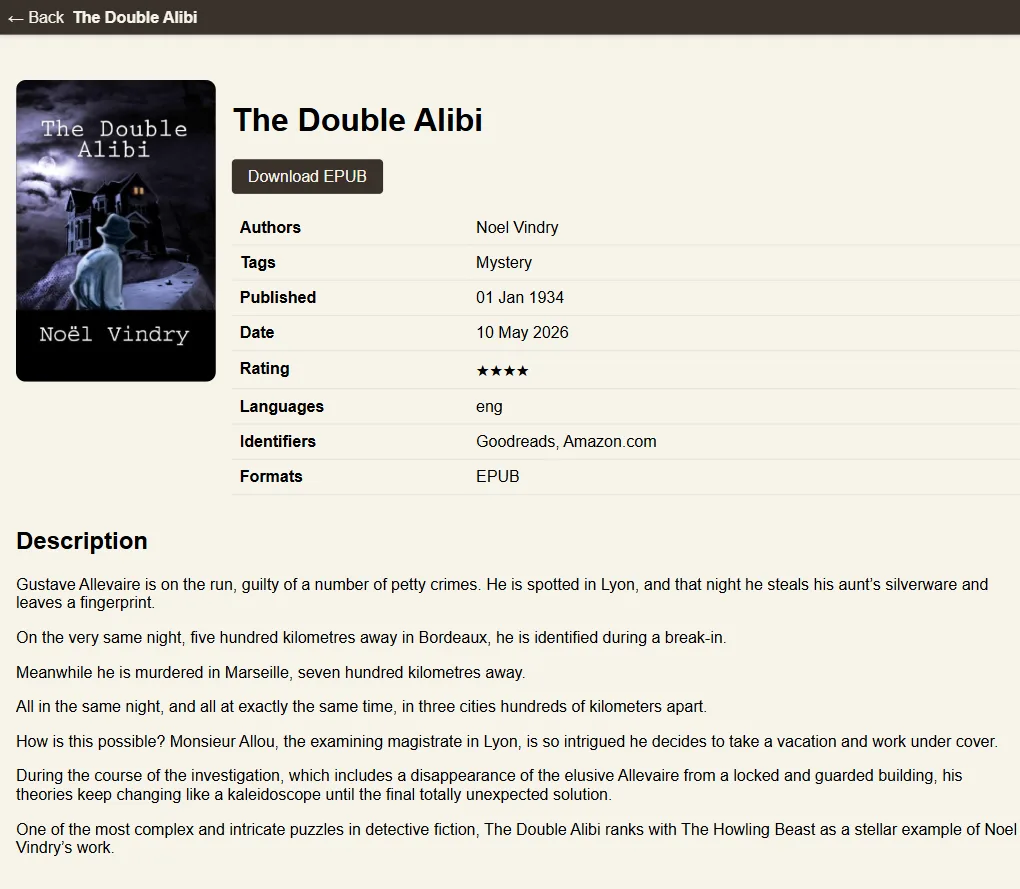 ← Back The Double Alibi
The Double
Alibi
Noël Vindry
The Double Alibi
Download EPUB
Authors Noel Vindry
Tags Mystery
Published 01 Jan 1934
Date 10 May 2026
Rating ★★★★
Languages eng
Identifiers Goodreads, Amazon.com
Formats EPUB
Description
Gustave Allevaire is on the run, guilty of a number of petty crimes. He is spotted in Lyon, and that night he steals his aunt’s silverware and
leaves a fingerprint.
On the very same night, five hundred kilometres away in Bordeaux, he is identified during a break-in.
Meanwhile he is murdered in Marseille, seven hundred kilometres away.
All in the same night, and all at exactly the same time, in three cities hundreds of kilometers apart.
How is this possible? Monsieur Allou, the examining magistrate in Lyon, is so intrigued he decides to take a vacation and work under cover.
During the course of the investigation, which includes a disappearance of the elusive Allevaire from a locked and guarded building, his
theories keep changing like a kaleidoscope until the final totally unexpected solution.
One of the most complex and intricate puzzles in detective fiction, The Double Alibi ranks with The Howling Beast as a stellar example of Noel
Vindry’s work.